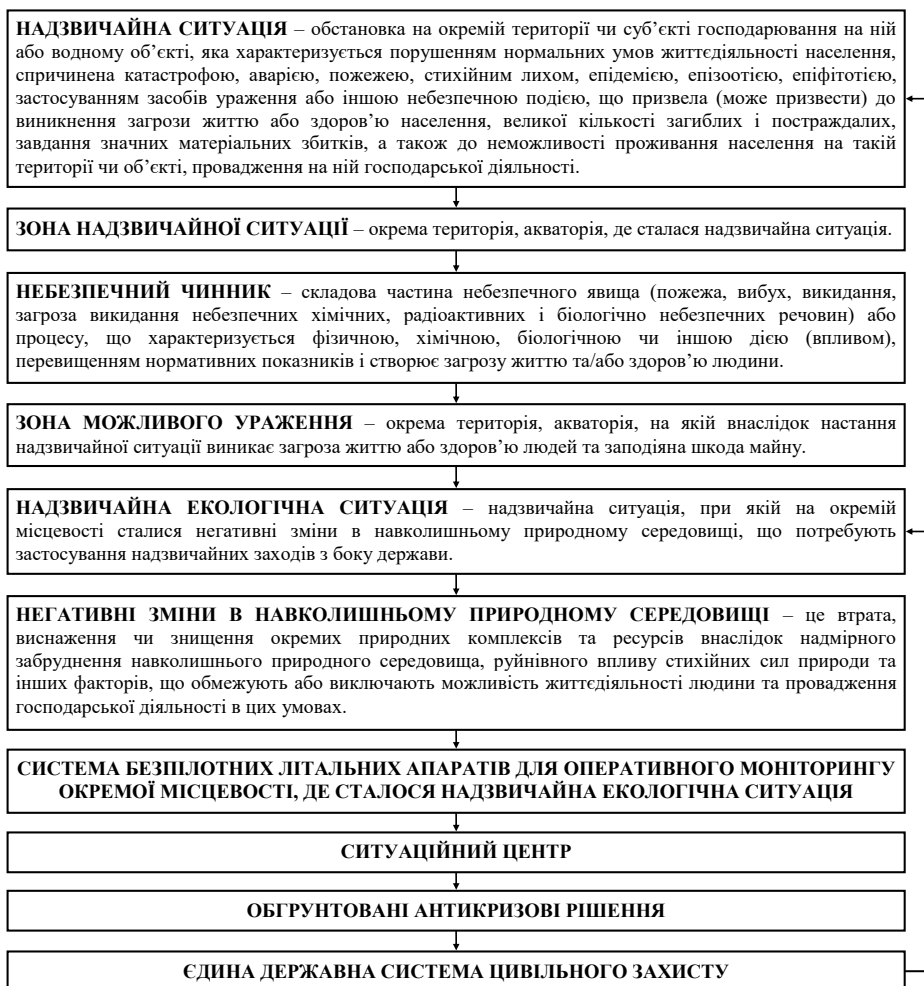 НАДЗВИЧАЙНА СИТУАЦІЯ – обстановка на окремій території чи суб’єкті господарювання на ній
або водному об’єкті, яка характеризується порушенням нормальних умов життєдіяльності населення,
спричинена катастрофою, аварією, пожежею, стихійним лихом, епідемією, епізоотією, епіфітотією,
застосуванням засобів ураження або іншою небезпечною подією, що призвела (може призвести) до
виникнення загрози життю або здоров’ю населення, великої кількості загиблих і постраждалих,
завдання значних матеріальних збитків, а також до неможливості проживання населення на такій
території чи об’єкті, провадження на ній господарської діяльності.
ЗОНА НАДЗВИЧАЙНОЇ СИТУАЦІЇ – окрема територія, акваторія, де сталася надзвичайна ситуація.
НЕБЕЗПЕЧНИЙ ЧИННИК – складова частина небезпечного явища (пожежа, вибух, викидання,
загроза викидання небезпечних хімічних, радіоактивних і біологічно небезпечних речовин) або
процесу, що характеризується фізичною, хімічною, біологічною чи іншою дією (впливом),
перевищенням нормативних показників і створює загрозу життю та/або здоров’ю людини.
ЗОНА МОЖЛИВОГО УРАЖЕННЯ – окрема територія, акваторія, на якій внаслідок настання
надзвичайної ситуації виникає загроза життю або здоров’ю людей та заподіяна шкода майну.
НАДЗВИЧАЙНА ЕКОЛОГІЧНА СИТУАЦІЯ – надзвичайна ситуація, при якій на окремій
місцевості сталися негативні зміни в навколишньому природному середовищі, що потребують
застосування надзвичайних заходів з боку держави.
НЕГАТИВНІ ЗМІНИ В НАВКОЛИШНЬОМУ ПРИРОДНОМУ СЕРЕДОВИЩІ – це втрата,
виснаження чи знищення окремих природних комплексів та ресурсів внаслідок надмірного
забруднення навколишнього природного середовища, руйнівного впливу стихійних сил природи та
інших факторів, що обмежують або виключають можливість життєдіяльності людини та провадження
господарської діяльності в цих умовах.
СИСТЕМА БЕЗПІЛОТНИХ ЛІТАЛЬНИХ АПАРАТІВ ДЛЯ ОПЕРАТИВНОГО МОНІТОРИНГУ
ОКРЕМОЇ МІСЦЕВОСТІ, ДЕ СТАЛОСЯ НАДЗВИЧАЙНА ЕКОЛОГІЧНА СИТУАЦІЯ
СИТУАЦІЙНИЙ ЦЕНТР
ОБГРУНТОВАНІ АНТИКРИЗОВІ РІШЕННЯ
ЄДИНА ДЕРЖАВНА СИСТЕМА ЦИВІЛЬНОГО ЗАХИСТУ